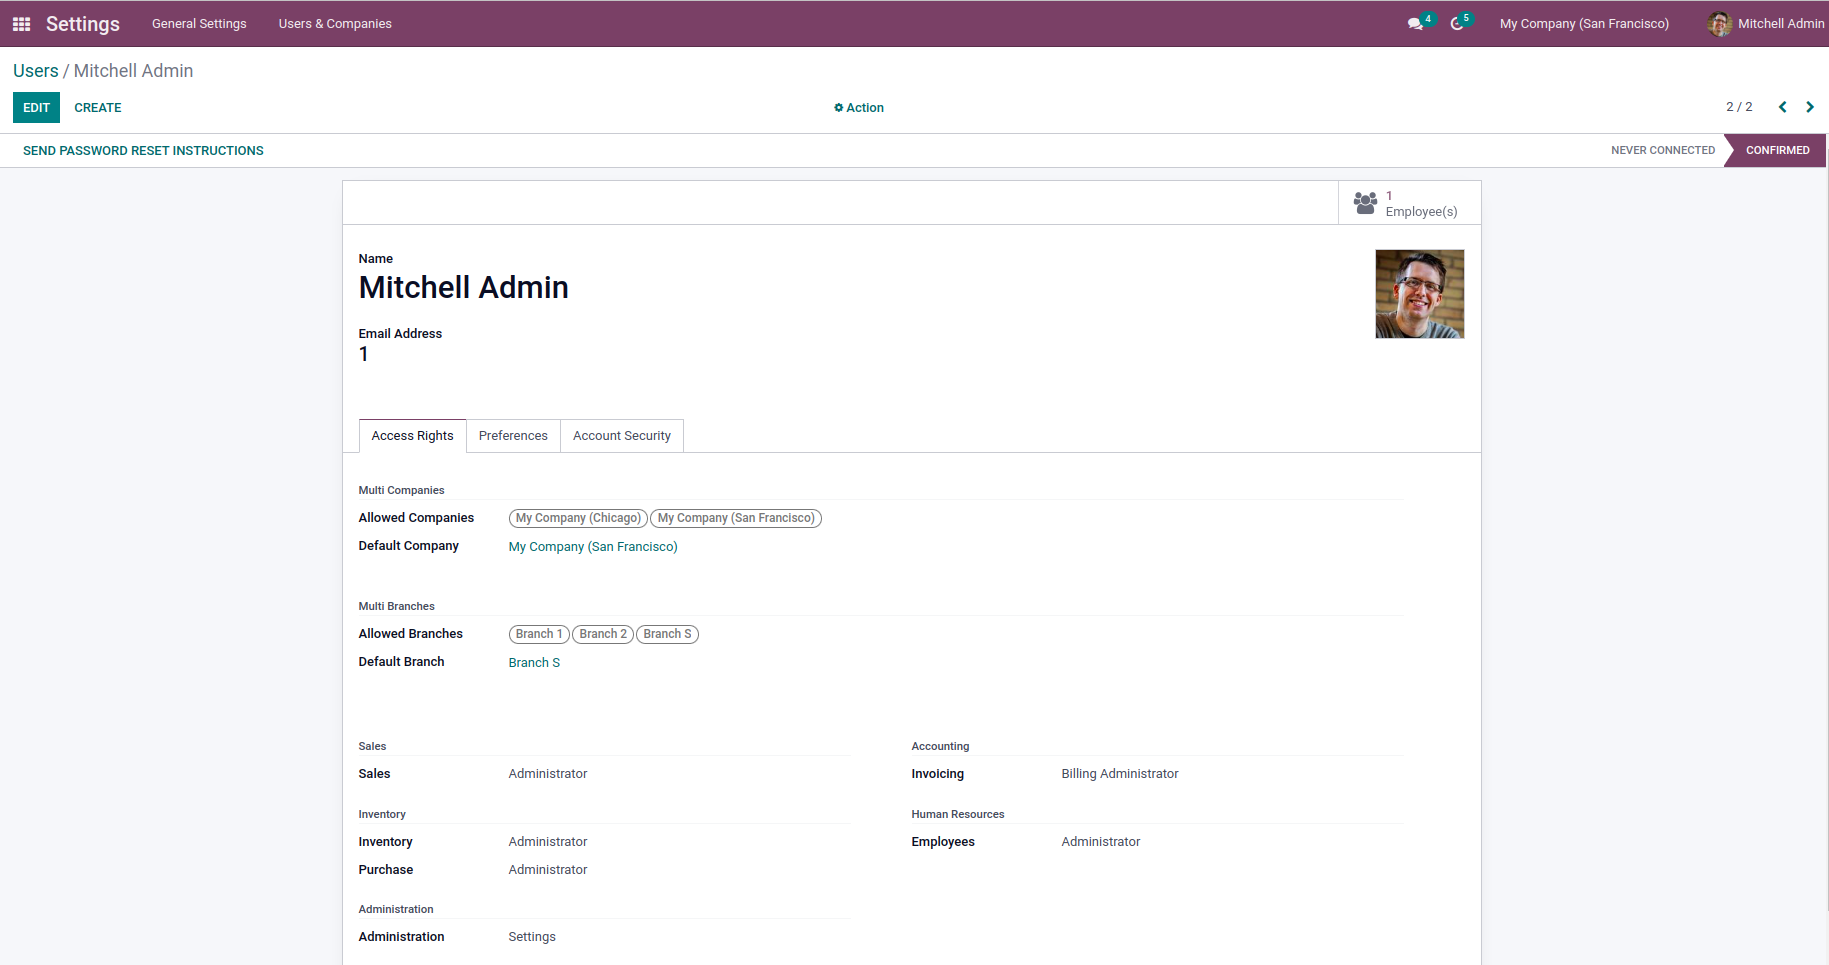 Settings General Settings Users & Companies 4 5 My Company (San Francisco) Mitchell Admin
Users / Mitchell Admin
EDIT CREATE Action 2 / 2
SEND PASSWORD RESET INSTRUCTIONS NEVER CONNECTED CONFIRMED
1
Employee(s)
Name
Mitchell Admin
Email Address
1
Access Rights Preferences Account Security
Multi Companies
Allowed Companies My Company (Chicago) My Company (San Francisco)
Default Company My Company (San Francisco)
Multi Branches
Allowed Branches Branch 1 Branch 2 Branch S
Default Branch Branch S
Sales Accounting
Sales Administrator Invoicing Billing Administrator
Inventory Human Resources
Inventory Administrator Employees Administrator
Purchase Administrator
Administration
Administration Settings